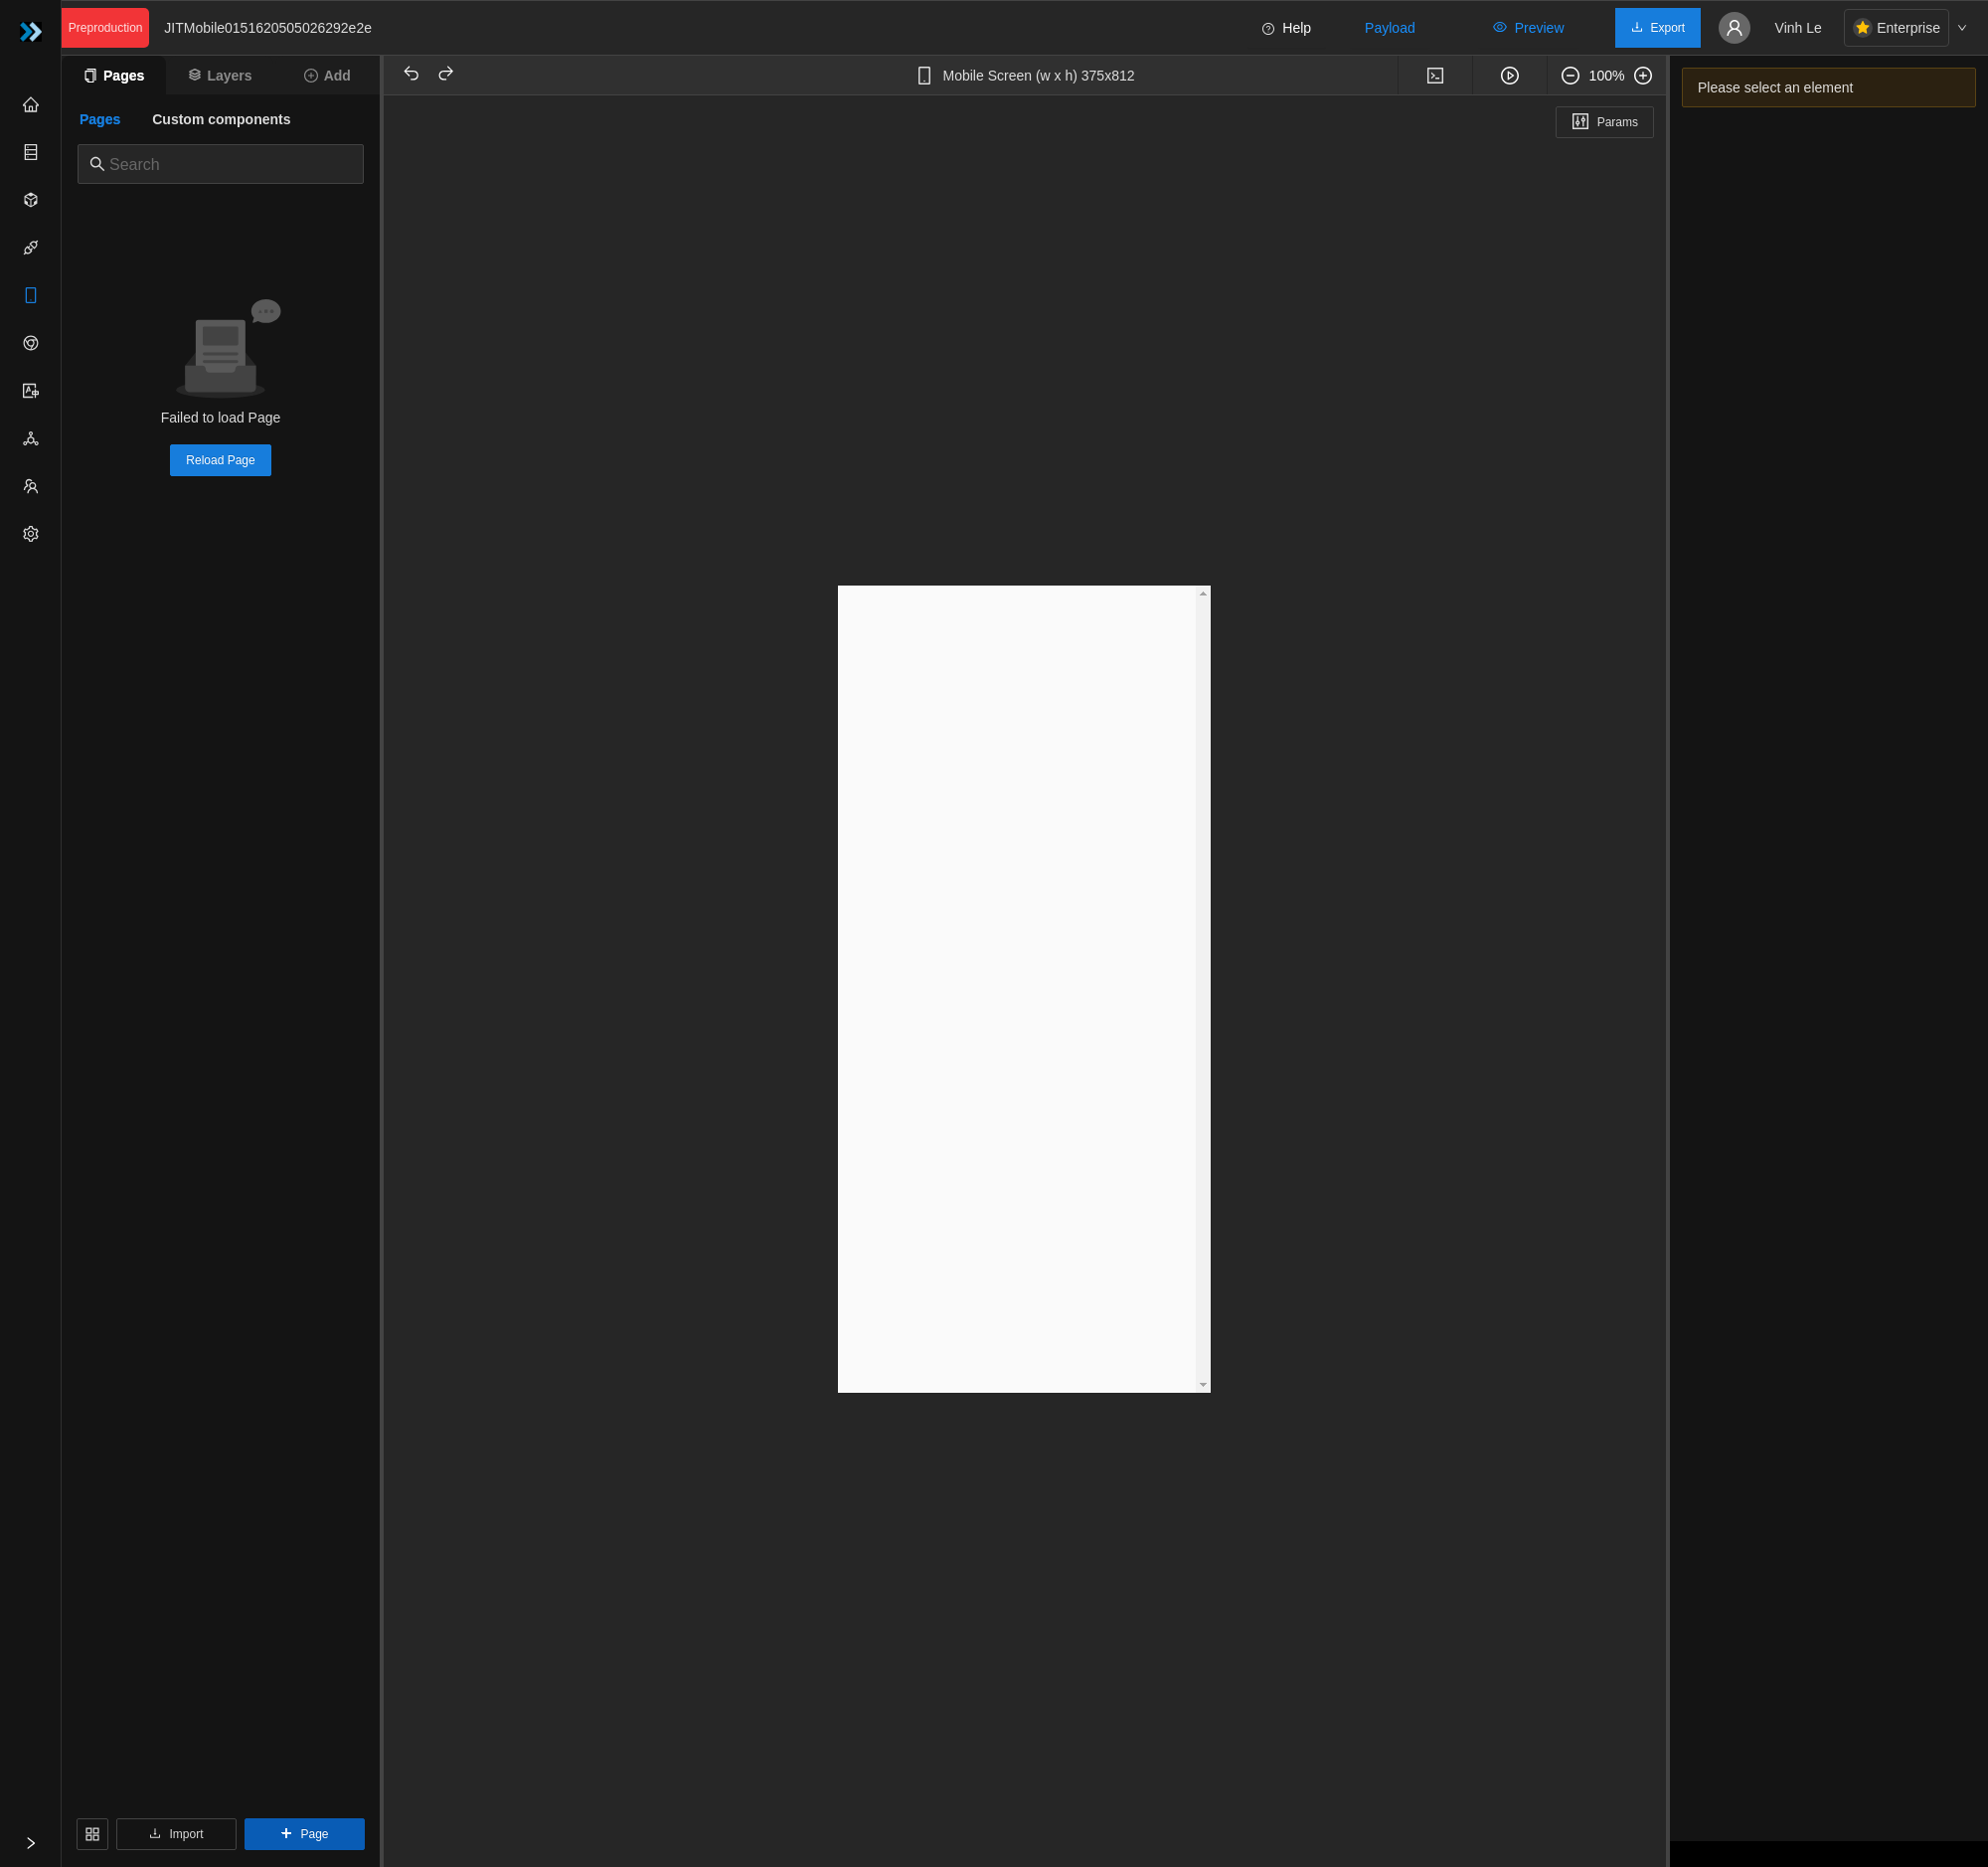 Preproduction
JITMobile0151620505026292e2e
Help
Payload
Preview
Export
Vinh Le
Enterprise
Pages
Layers
Add
Mobile Screen (w x h) 375x812
100%
Please select an element
Pages
Custom components
Params
Search
Failed to load Page
Reload Page
Import
Page